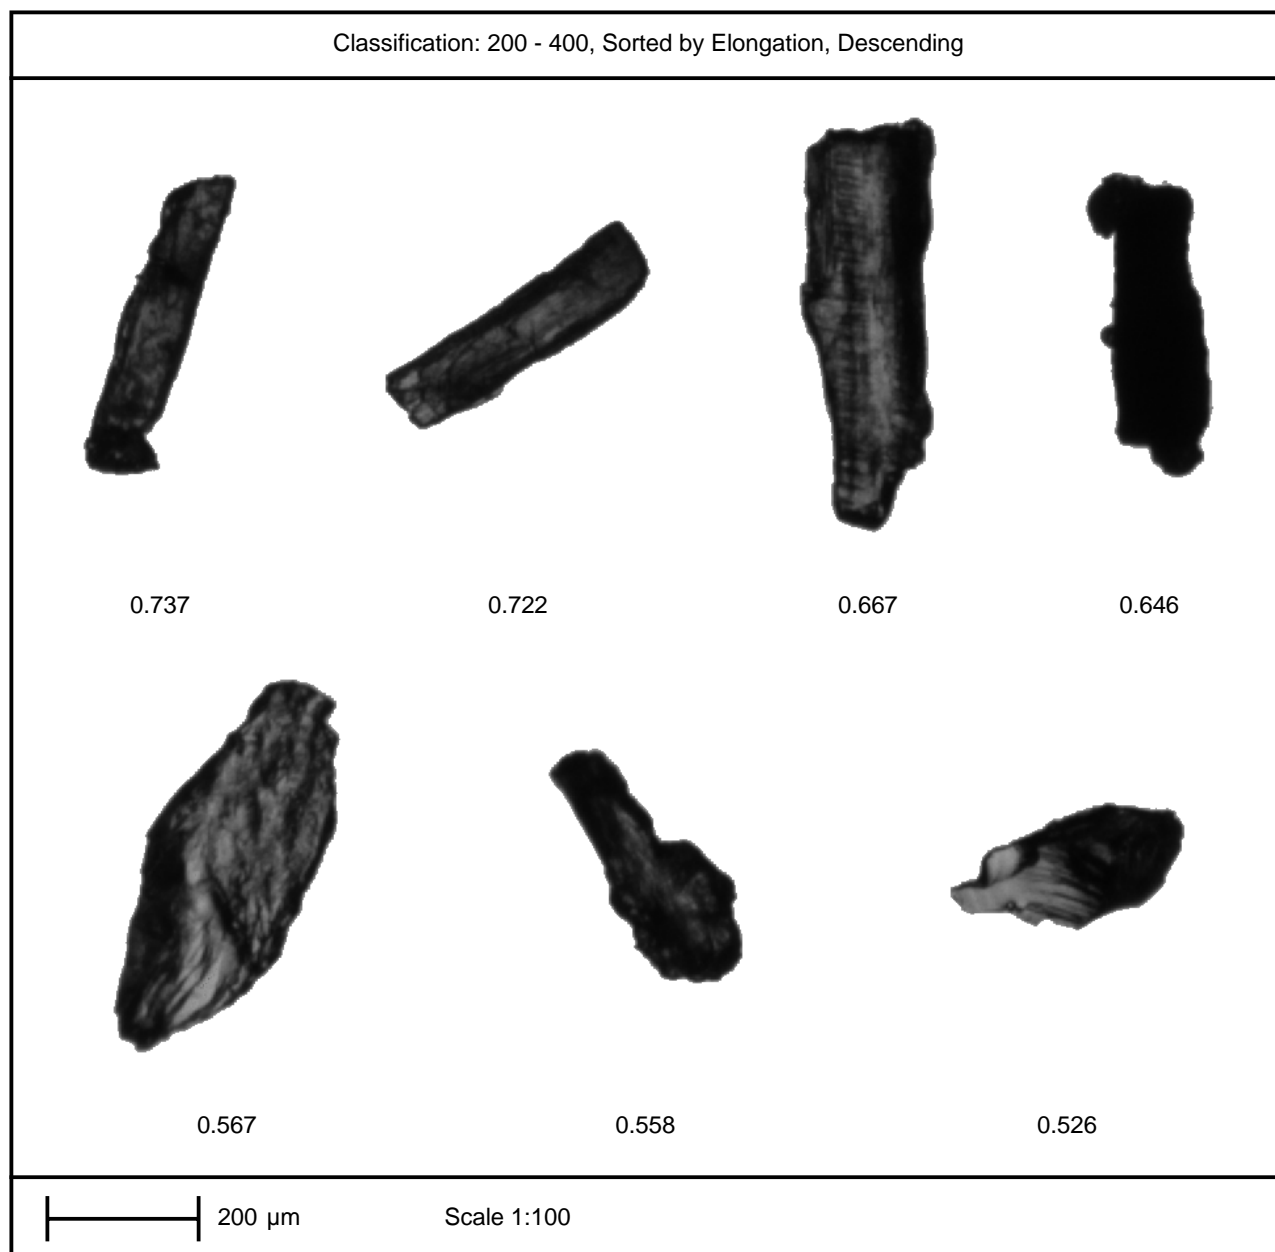 Classification: 200 - 400, Sorted by Elongation, Descending
0.737 0.722 0.667 0.646
0.567 0.558 0.526
200 µm Scale 1:100